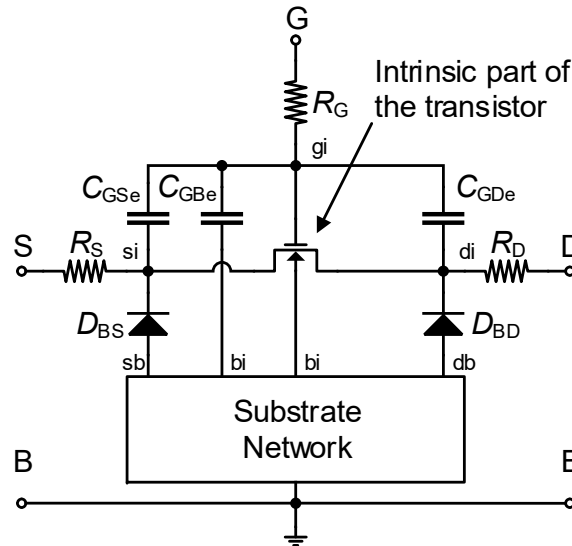 G
Intrinsic part of
the transistor
RG
gi
CGSe
CGBe
CGDe
S
RS
si
di
RD
D
DBS
DBD
sb
bi
bi
db
Substrate
Network
B
B